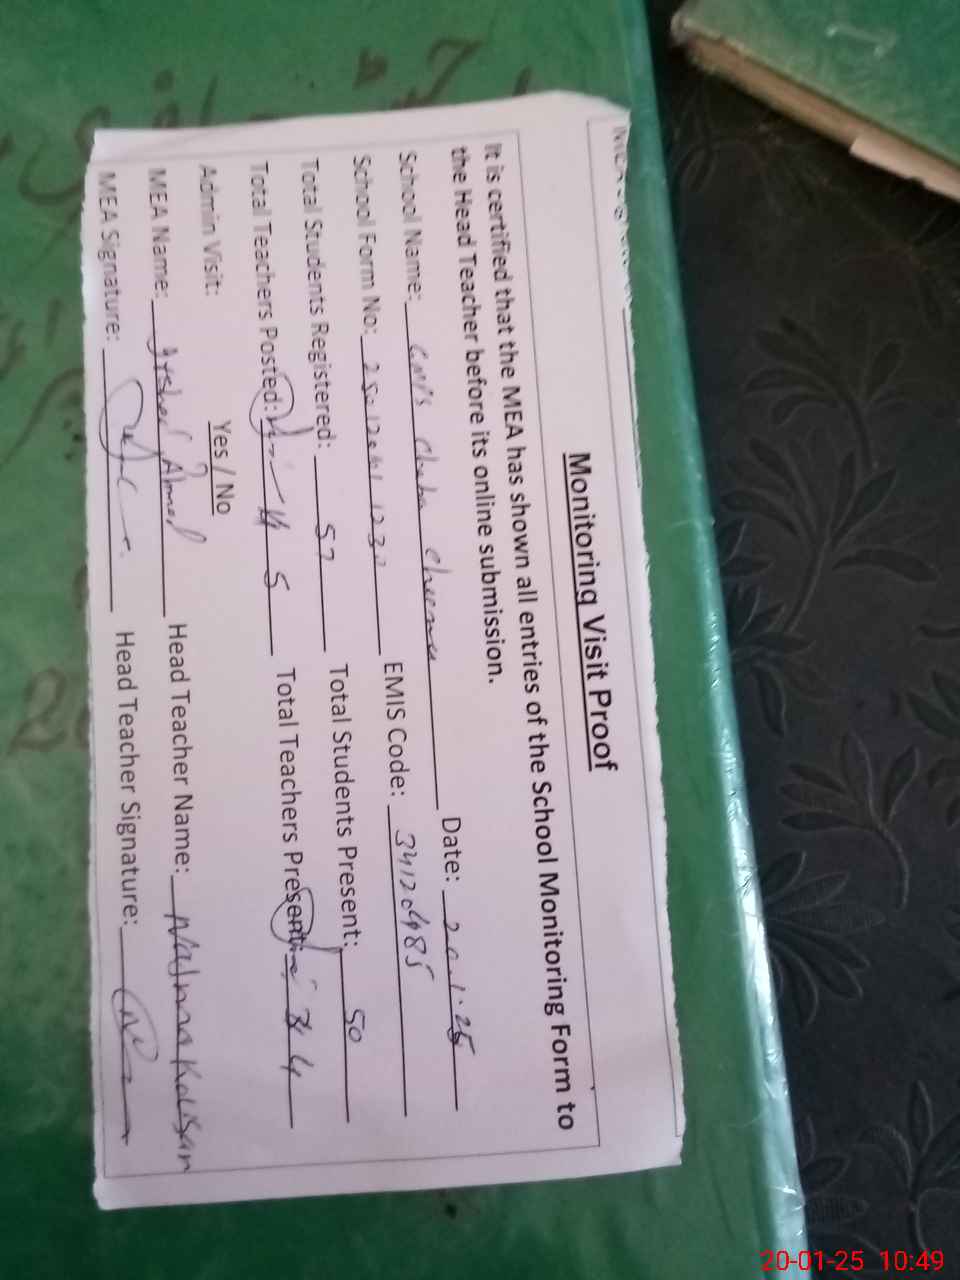 Monitoring Visit Proof
It is certified that the MEA has shown all entries of the School Monitoring Form to
the Head Teacher before its online submission.
School Name: Date: 20.1.25
School Form No: EMIS Code: 34120485
Total Students Registered: 57 Total Students Present: 50
Total Teachers Posted: 5 Total Teachers Present: 4
Admin Visit: Yes / No
MEA Name: Ahmed Head Teacher Name: Najma Kausar
MEA Signature: Head Teacher Signature:
20-01-25 10:49